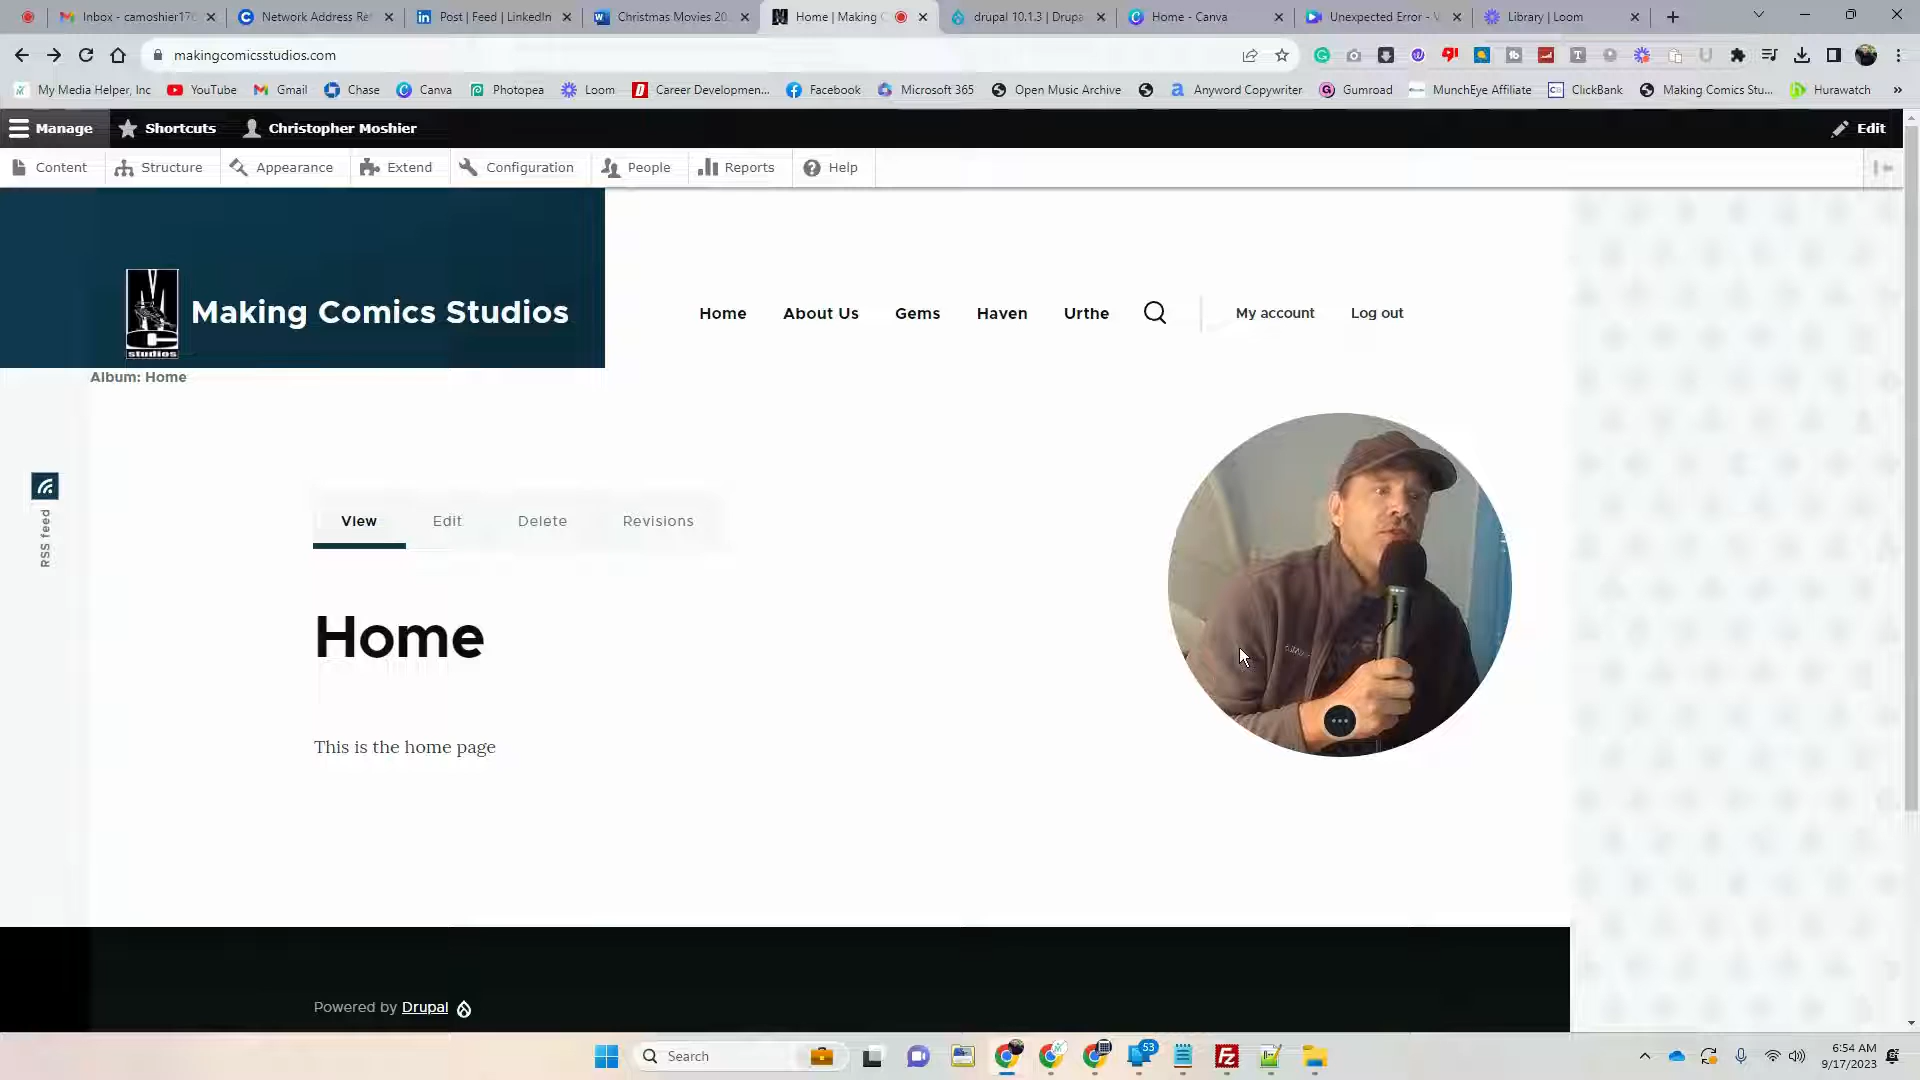 Inbox - camoshier17
Network Address Re
Post | Feed | LinkedIn
Christmas Movies 20
Home | Making C
drupal 10.1.3 | Drupa
Home - Canva
Unexpected Error -
Library | Loom
makingcomicsstudios.com
My Media Helper, Inc
YouTube
Gmail
Chase
Canva
Photopea
Loom
Career Developmen...
Facebook
Microsoft 365
Open Music Archive
Anyword Copywriter
Gumroad
MunchEye Affiliate
ClickBank
Making Comics Stu...
Hurawatch
Manage
Shortcuts
Christopher Moshier
Edit
Content
Structure
Appearance
Extend
Configuration
People
Reports
Help
studios
Making Comics Studios
Home
About Us
Gems
Haven
Urthe
My account
Log out
Album: Home
RSS feed
View
Edit
Delete
Revisions
Home
This is the home page
Powered by Drupal
Search
53
6:54 AM
9/17/2023